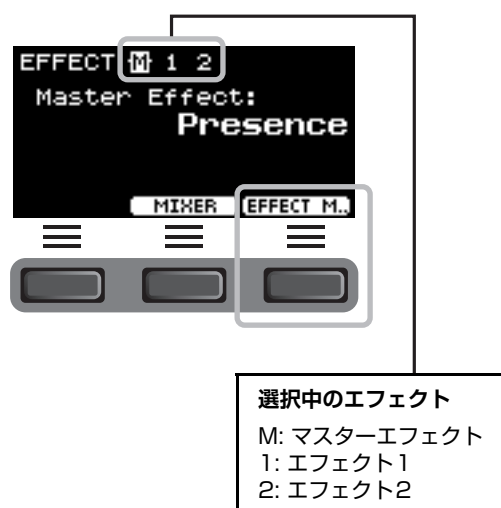 EFFECT M 1 2
Master Effect:
Presence
MIXER EFFECT M..
選択中のエフェクト
M: マスターエフェクト
1: エフェクト1
2: エフェクト2